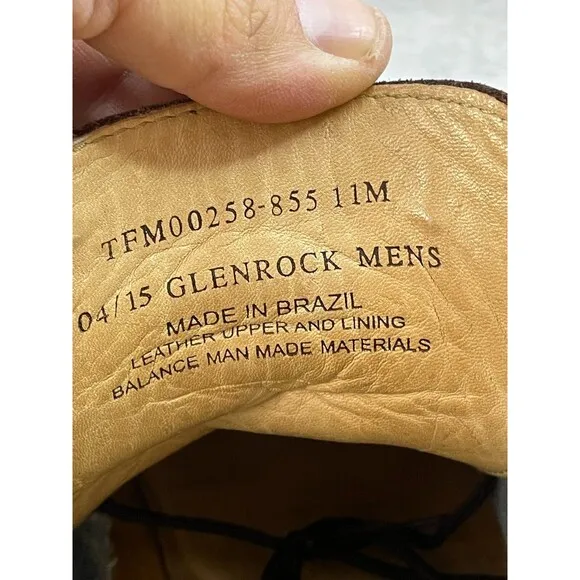 TFM00258-855 11M
04/15 GLENROCK MENS
MADE IN BRAZIL
LEATHER UPPER AND LINING
BALANCE MAN MADE MATERIALS